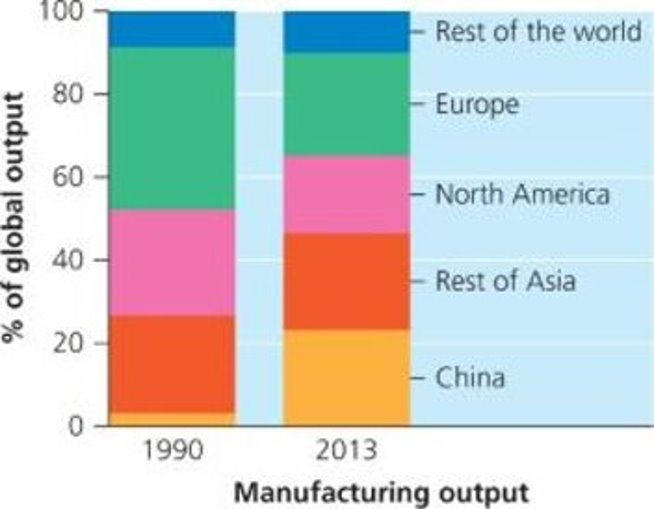 100
80
60
40
20
0
% of global output
Rest of the world
Europe
North America
Rest of Asia
China
1990
2013
Manufacturing output